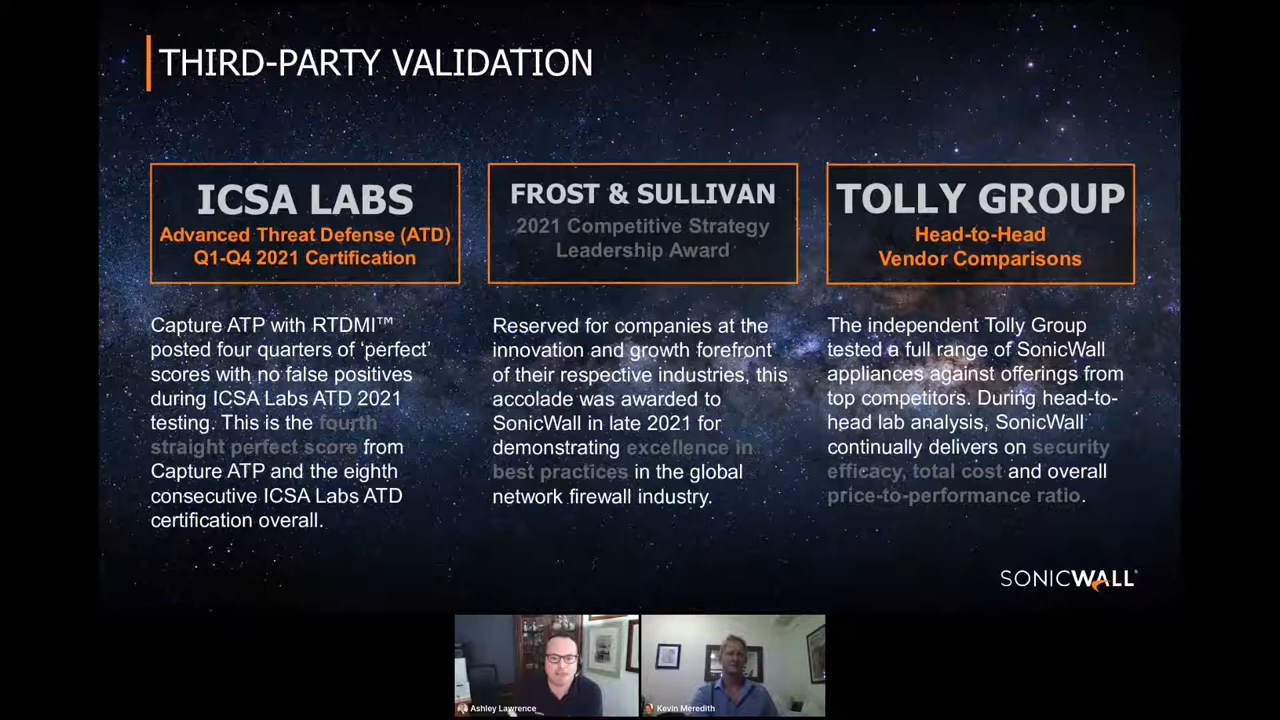 THIRD-PARTY VALIDATION
ICSA LABS
Advanced Threat Defense (ATD)
Q1-Q4 2021 Certification
Capture ATP with RTDMI™
posted four quarters of ‘perfect’
scores with no false positives
during ICSA Labs ATD 2021
testing. This is the fourth
straight perfect score from
Capture ATP and the eighth
consecutive ICSA Labs ATD
certification overall.
FROST & SULLIVAN
2021 Competitive Strategy
Leadership Award
Reserved for companies at the
innovation and growth forefront
of their respective industries, this
accolade was awarded to
SonicWall in late 2021 for
demonstrating excellence in
best practices in the global
network firewall industry.
TOLLY GROUP
Head-to-Head
Vendor Comparisons
The independent Tolly Group
tested a full range of SonicWall
appliances against offerings from
top competitors. During head-to-
head lab analysis, SonicWall
continually delivers on security
efficacy, total cost and overall
price-to-performance ratio.
SONICWALL®
Ashley Lawrence
Kevin Meredith